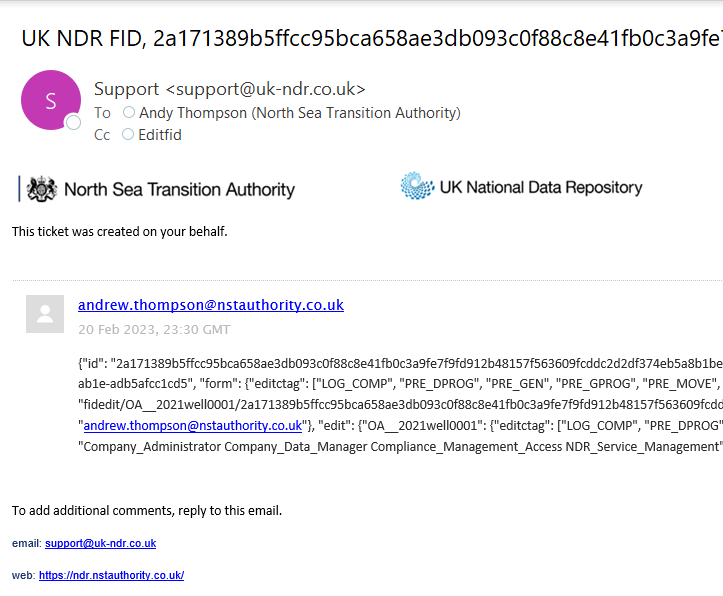 UK NDR FID, 2a171389b5ffcc95bca658ae3db093c0f88c8e41fb0c3a9fe7
S
Support <support@uk-ndr.co.uk>
To Andy Thompson (North Sea Transition Authority)
Cc Editfid
North Sea Transition Authority
UK National Data Repository
This ticket was created on your behalf.
andrew.thompson@nstauthority.co.uk
20 Feb 2023, 23:30 GMT
{"id": "2a171389b5ffcc95bca658ae3db093c0f88c8e41fb0c3a9fe7f9fd912b48157f563609fcddc2d2df374eb5a8b1be
ab1e-adb5afcc1cd5", "form": {"editctag": ["LOG_COMP", "PRE_DPROG", "PRE_GEN", "PRE_GPROG", "PRE_MOVE",
"fidedit/OA__2021well0001/2a171389b5ffcc95bca658ae3db093c0f88c8e41fb0c3a9fe7f9fd912b48157f563609fcdd
"andrew.thompson@nstauthority.co.uk"}, "edit": {"OA__2021well0001": {"editctag": ["LOG_COMP", "PRE_DPROG"
"Company_Administrator Company_Data_Manager Compliance_Management_Access NDR_Service_Management"
To add additional comments, reply to this email.
email: support@uk-ndr.co.uk
web: https://ndr.nstauthority.co.uk/